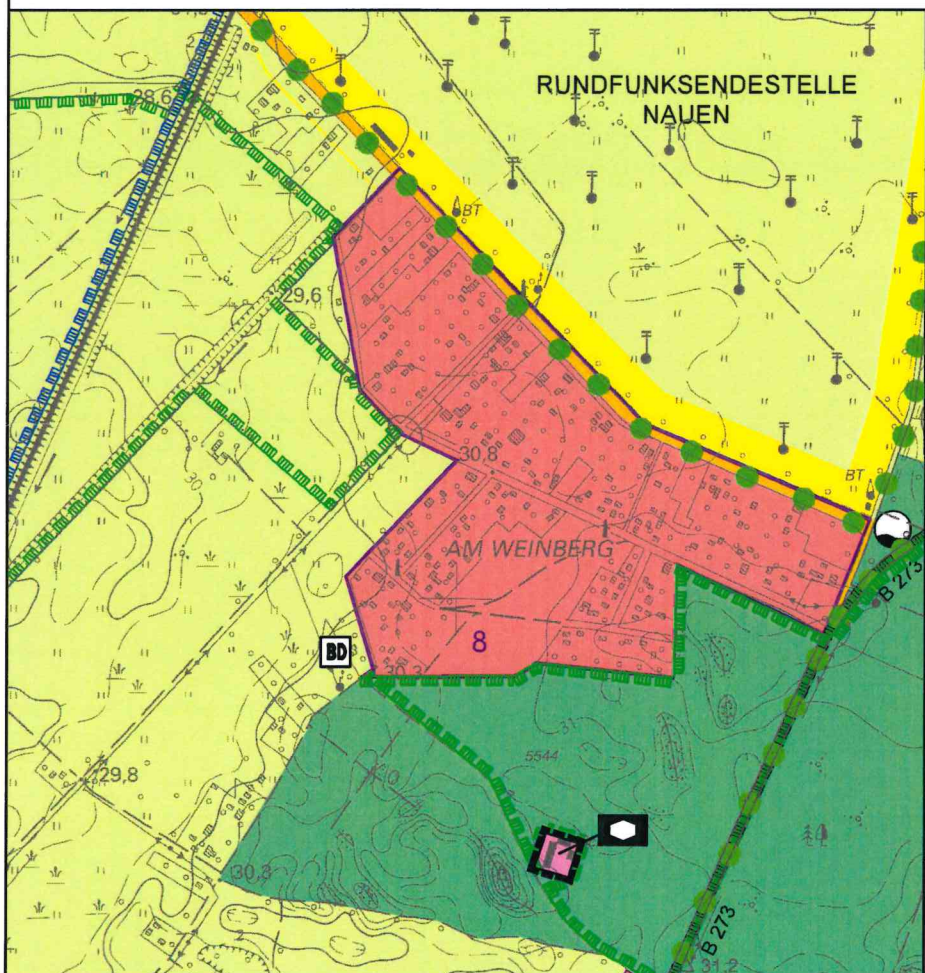 RUNDFUNKSENDESTELLE
NAUEN
28,6
BT
29,6
30,8
BT
AM WEINBERG
B 273
8
BD
30,3
31
5544
29,8
30,3
B 273
31,2